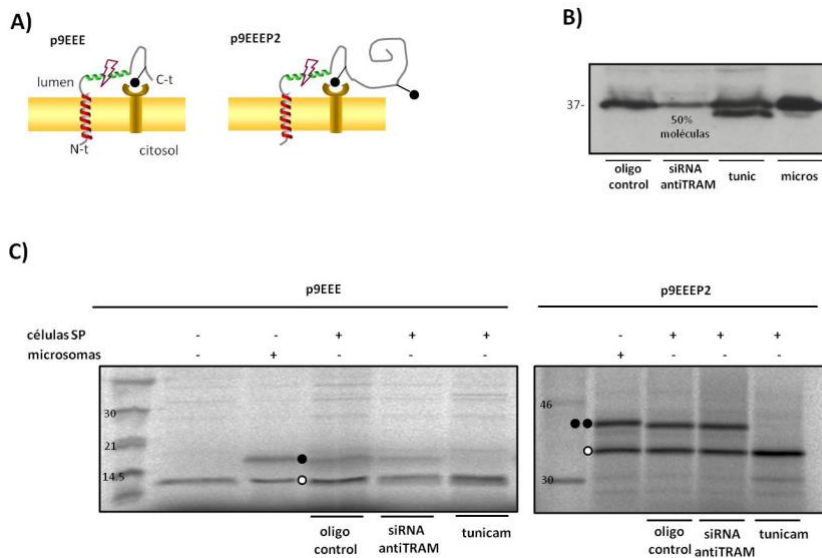 A)
p9EEE
p9EEEP2
lumen
C-t
N-t
citosol
B)
37-
50%
moléculas
oligo
control
siRNA
antiTRAM
tunic
micros
C)
p9EEE
p9EEEP2
células SP - - + + +
microsomas - + - - -
- + + +
+ - - -
30
21
14.5
46
30
oligo
control
siRNA
antiTRAM
tunicam
oligo
control
siRNA
antiTRAM
tunicam